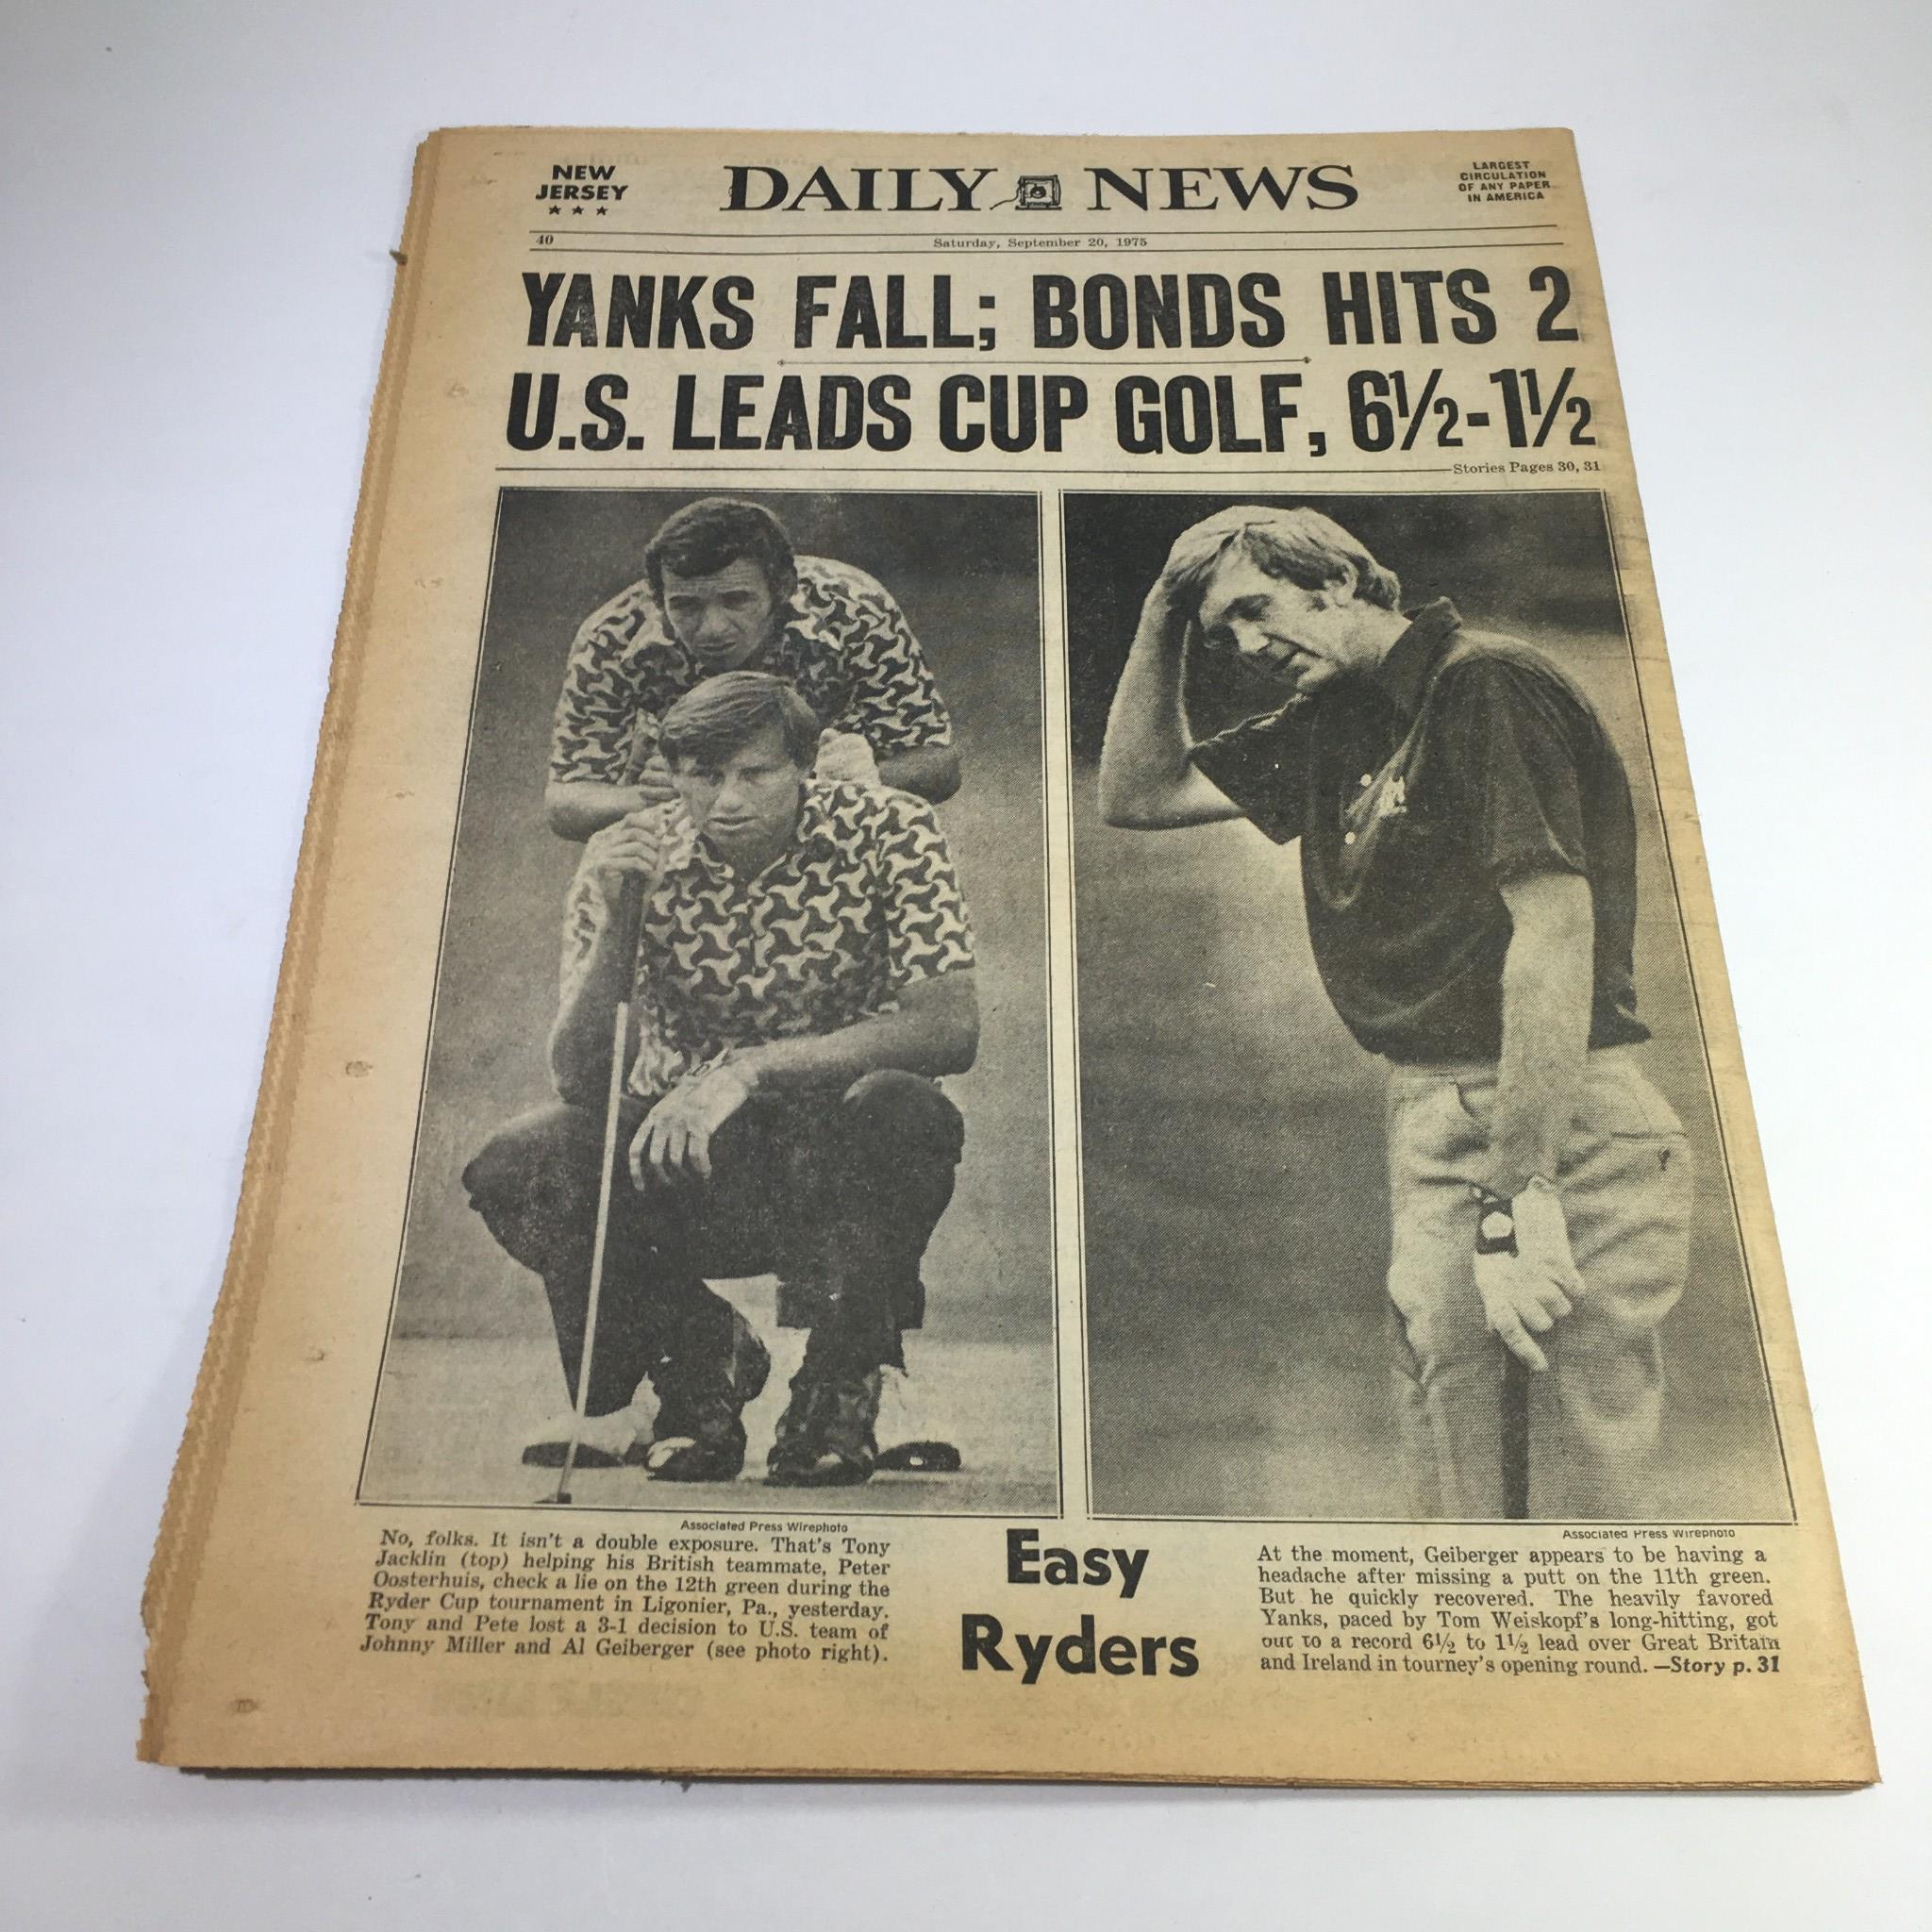 NEW
JERSEY
★ ★ ★
DAILY NEWS
LARGEST
CIRCULATION
OF ANY PAPER
IN AMERICA
40
Saturday, September 20, 1975
YANKS FALL; BONDS HITS 2
U.S. LEADS CUP GOLF, 6½-1½
Stories Pages 30, 31
Associated Press Wirephoto
No, folks. It isn't a double exposure. That's Tony
Jacklin (top) helping his British teammate, Peter
Oosterhuis, check a lie on the 12th green during the
Ryder Cup tournament in Ligonier, Pa., yesterday.
Tony and Pete lost a 3-1 decision to U.S. team of
Johnny Miller and Al Geiberger (see photo right).
Easy
Ryders
Associated Press Wirephoto
At the moment, Geiberger appears to be having a
headache after missing a putt on the 11th green.
But he quickly recovered. The heavily favored
Yanks, paced by Tom Weiskopf's long-hitting, got
out to a record 6½ to 1½ lead over Great Britain
and Ireland in tourney's opening round. —Story p. 31